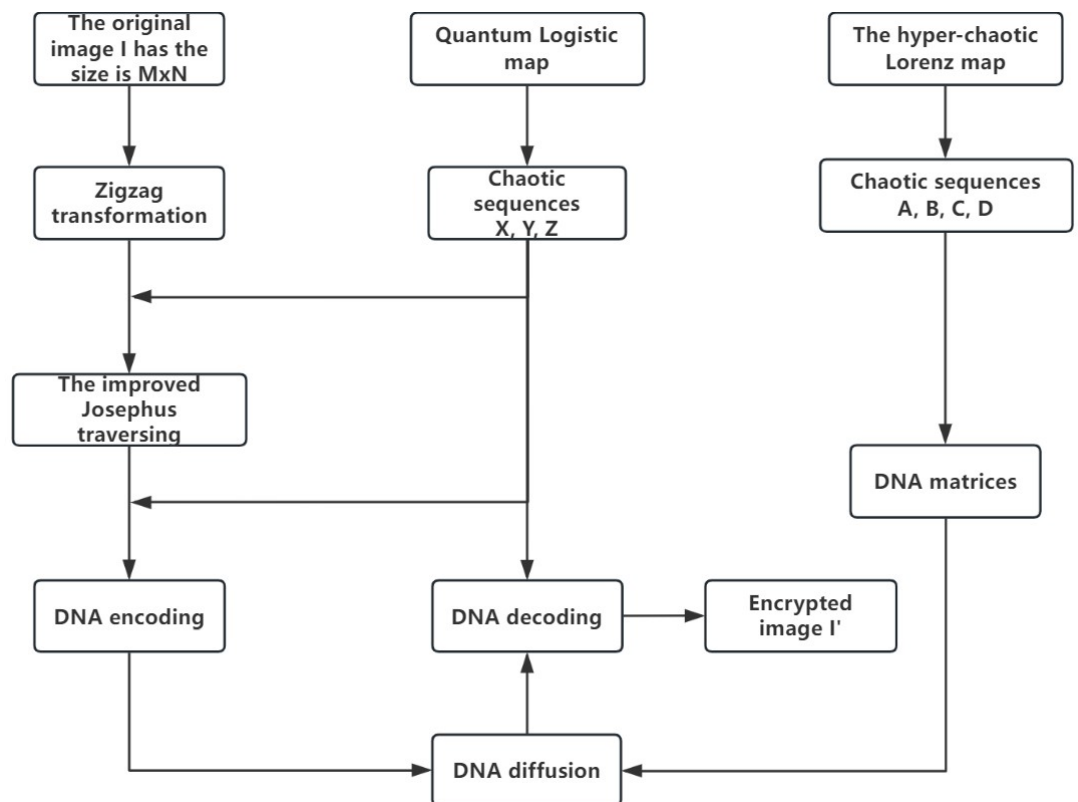 The original
image I has the
size is MxN
Quantum Logistic
map
The hyper-chaotic
Lorenz map
Zigzag
transformation
Chaotic
sequences
X, Y, Z
Chaotic sequences
A, B, C, D
The improved
Josephus
traversing
DNA matrices
DNA encoding
DNA decoding
Encrypted
image I'
DNA diffusion